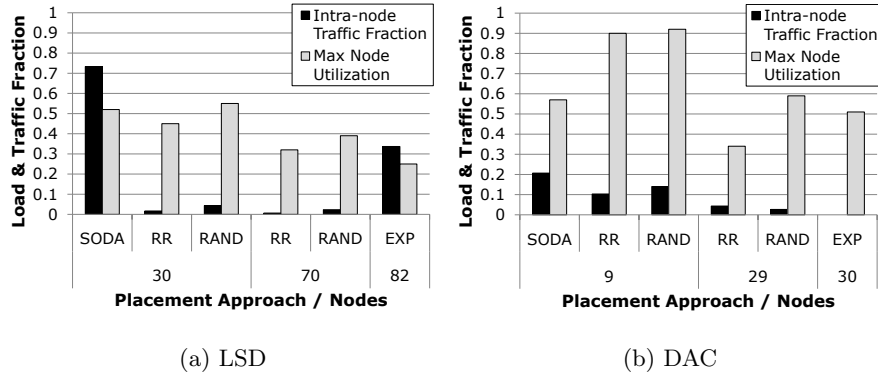 Load & Traffic Fraction
1
0.9
0.8
0.7
0.6
0.5
0.4
0.3
0.2
0.1
0
Intra-node
Traffic Fraction
Max Node
Utilization
SODA RR RAND RR RAND EXP
30 70 82
Placement Approach / Nodes
(a) LSD
Load & Traffic Fraction
1
0.9
0.8
0.7
0.6
0.5
0.4
0.3
0.2
0.1
0
Intra-node
Traffic Fraction
Max Node
Utilization
SODA RR RAND RR RAND EXP
9 29 30
Placement Approach / Nodes
(b) DAC